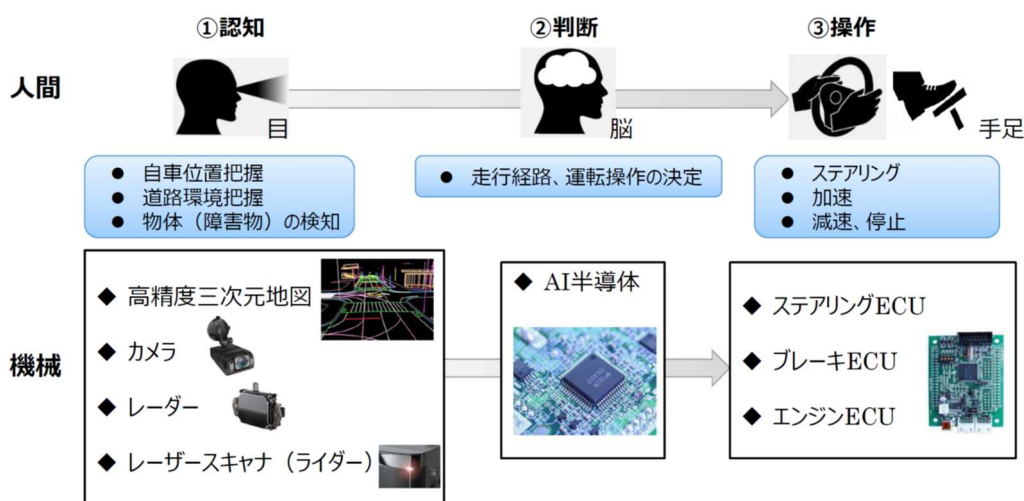 ①認知
②判断
③操作
人間
目
脳
手足
● 自車位置把握
● 道路環境把握
● 物体（障害物）の検知
● 走行経路、運転操作の決定
● ステアリング
● 加速
● 減速、停止
機械
◆ 高精度三次元地図
◆ カメラ
◆ レーダー
◆ レーザースキャナ（ライダー）
◆ AI半導体
◆ ステアリングECU
◆ ブレーキECU
◆ エンジンECU